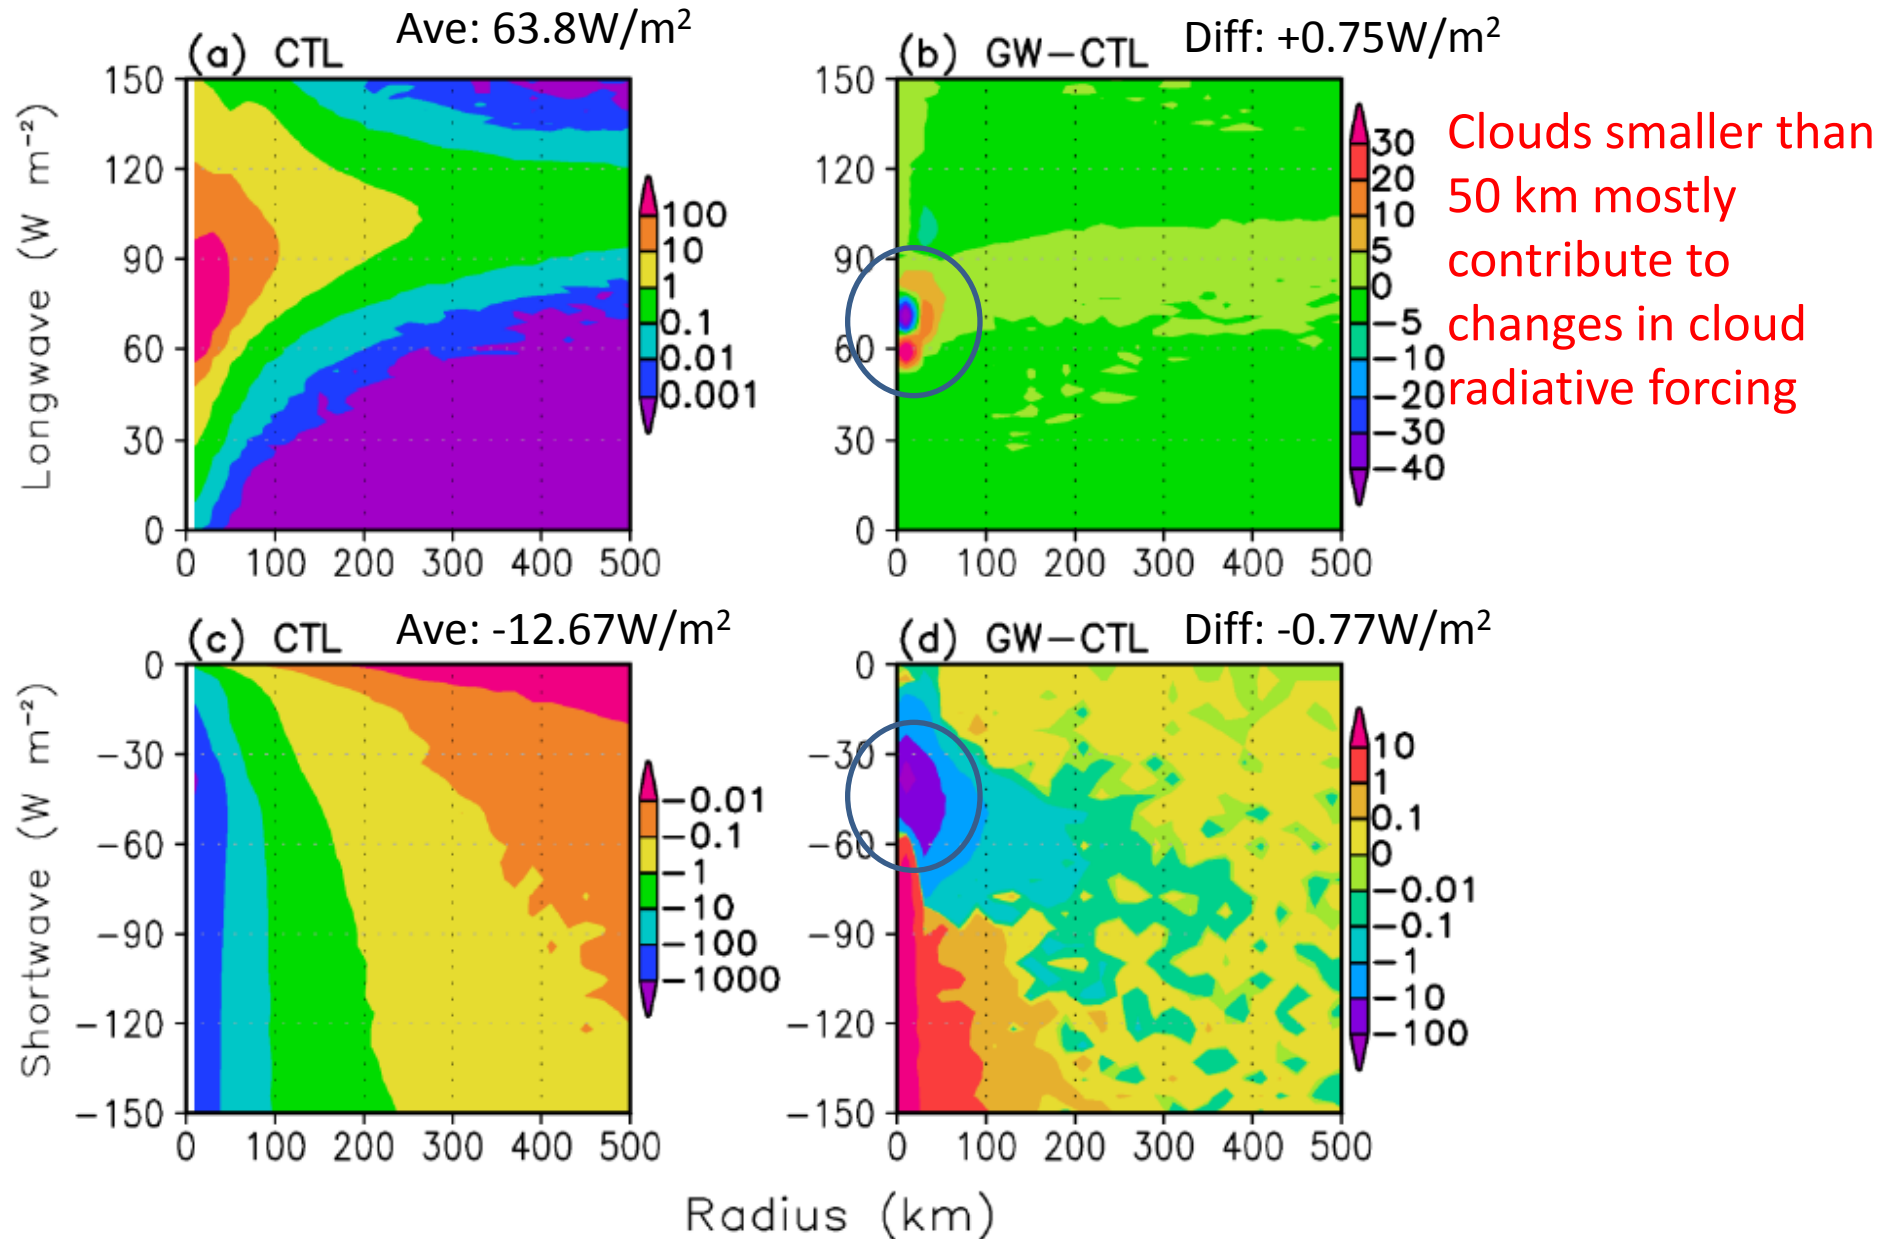 Ave: 63.8W/m²
(a) CTL
Diff: +0.75W/m²
(b) GW−CTL
Longwave (W m⁻²)
150
120
90
60
30
0
0 100 200 300 400 500
100
10
1
0.1
0.01
0.001
150
120
90
60
30
0
0 100 200 300 400 500
30
20
10
5
0
−5
−10
−20
−30
−40
Clouds smaller than
50 km mostly
contribute to
changes in cloud
radiative forcing
(c) CTL
Ave: -12.67W/m²
(d) GW−CTL
Diff: -0.77W/m²
Shortwave (W m⁻²)
0
−30
−60
−90
−120
−150
0 100 200 300 400 500
−0.01
−0.1
−1
−10
−100
−1000
0
−30
−60
−90
−120
−150
0 100 200 300 400 500
10
1
0.1
0
−0.01
−0.1
−1
−10
−100
Radius (km)